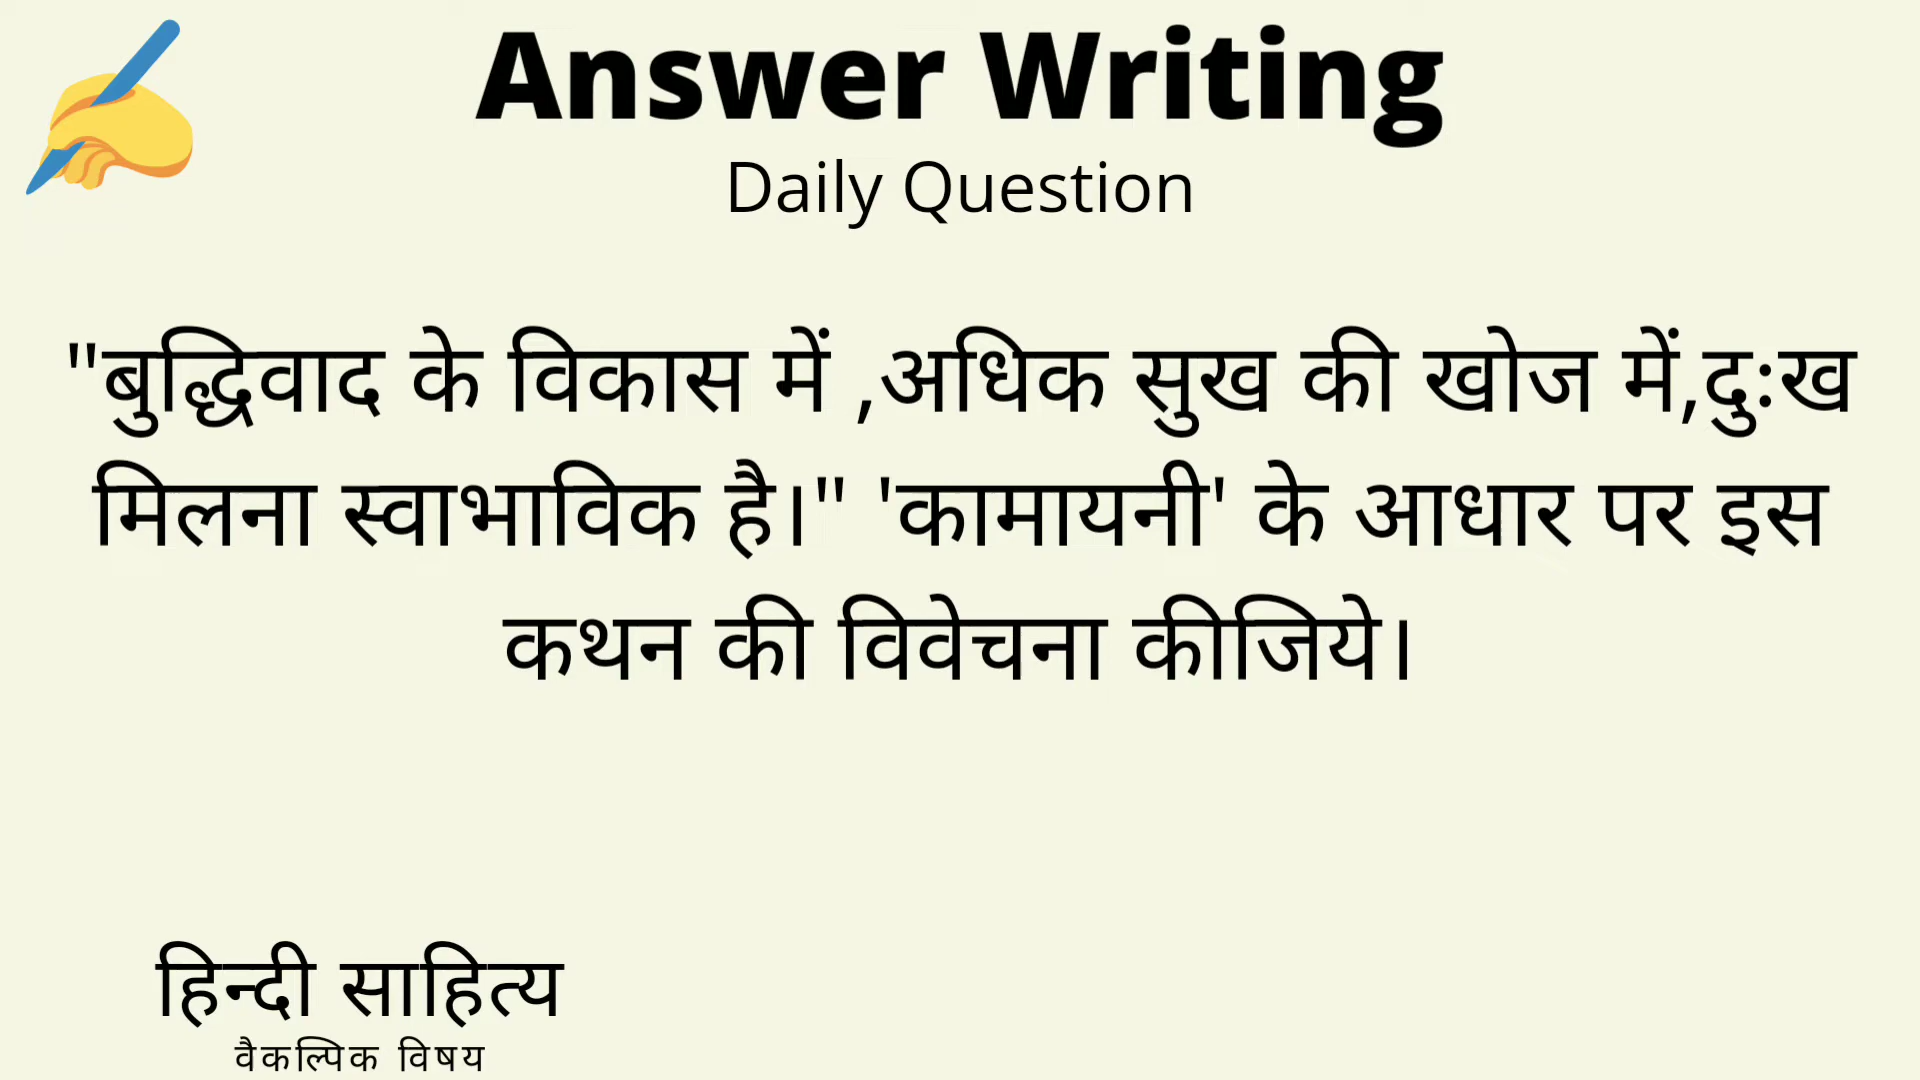 Answer Writing
Daily Question
"बुद्धिवाद के विकास में ,अधिक सुख की खोज में,दुःख
मिलना स्वाभाविक है।" 'कामायनी' के आधार पर इस
कथन की विवेचना कीजिये।
हिन्दी साहित्य
वैकल्पिक विषय